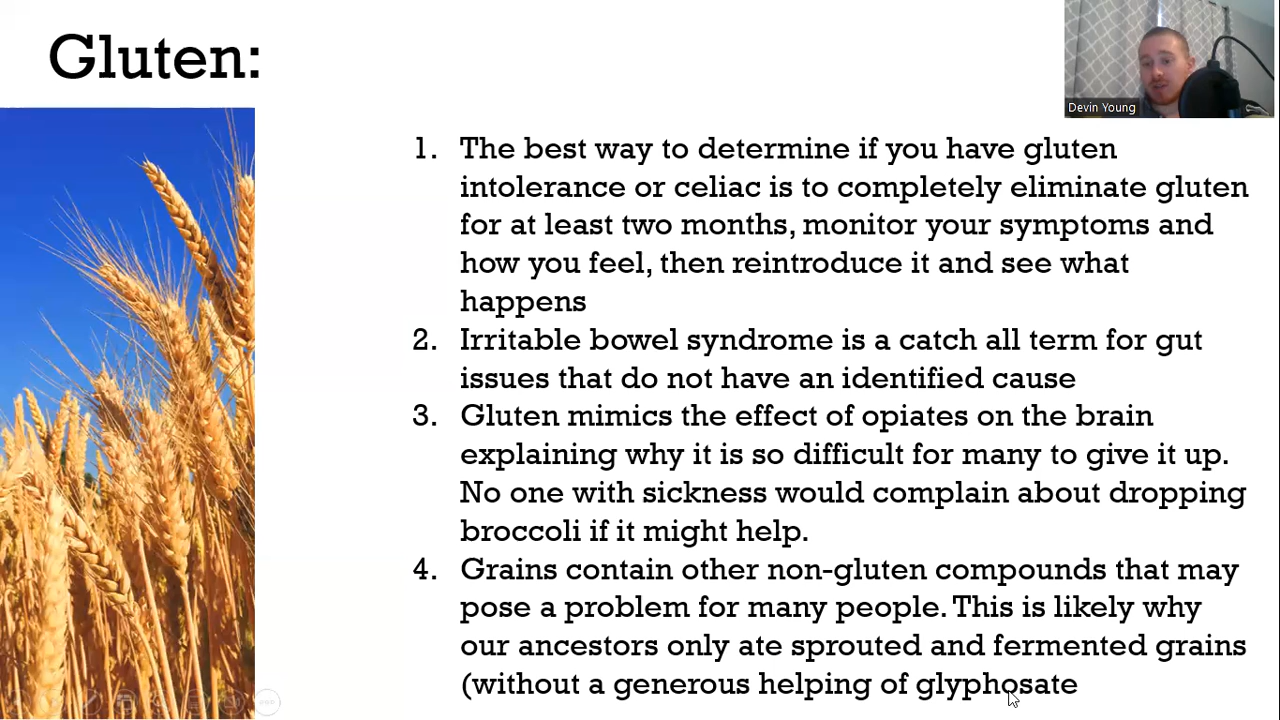 Gluten:
Devin Young
1. The best way to determine if you have gluten
intolerance or celiac is to completely eliminate gluten
for at least two months, monitor your symptoms and
how you feel, then reintroduce it and see what
happens
2. Irritable bowel syndrome is a catch all term for gut
issues that do not have an identified cause
3. Gluten mimics the effect of opiates on the brain
explaining why it is so difficult for many to give it up.
No one with sickness would complain about dropping
broccoli if it might help.
4. Grains contain other non-gluten compounds that may
pose a problem for many people. This is likely why
our ancestors only ate sprouted and fermented grains
(without a generous helping of glyphosate